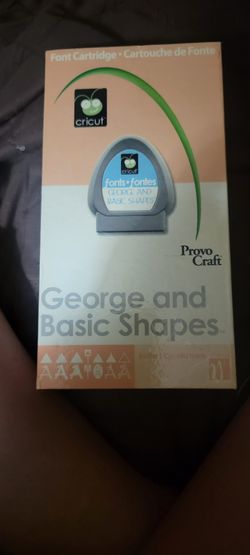 Font Cartridge • Cartouche de Fonte
cricut
cricut
fonts • fontes
GEORGE AND
BASIC SHAPES
Provo
Craft
George and
Basic Shapes